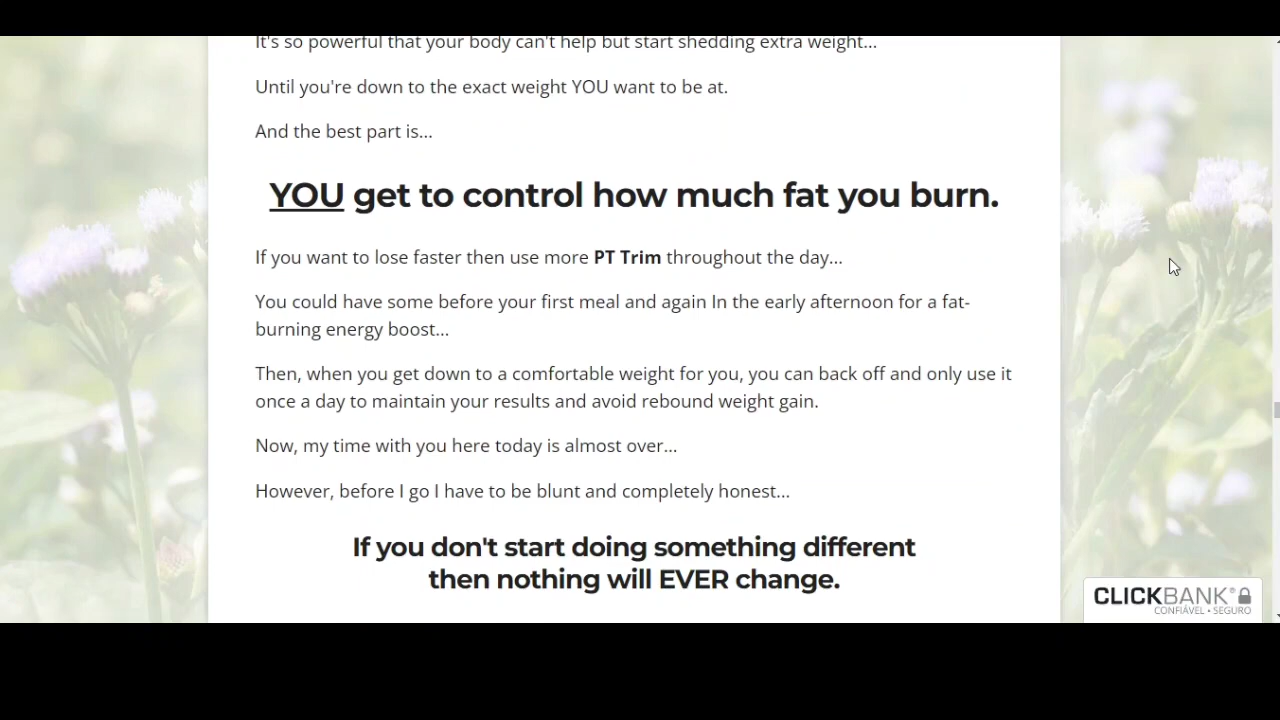 It's so powerful that your body can't help but start shedding extra weight...
Until you're down to the exact weight YOU want to be at.
And the best part is...
YOU get to control how much fat you burn.
If you want to lose faster then use more PT Trim throughout the day...
You could have some before your first meal and again In the early afternoon for a fat-
burning energy boost...
Then, when you get down to a comfortable weight for you, you can back off and only use it
once a day to maintain your results and avoid rebound weight gain.
Now, my time with you here today is almost over...
However, before I go I have to be blunt and completely honest...
If you don't start doing something different
then nothing will EVER change.
CLICKBANK®
CONFIÁVEL • SEGURO